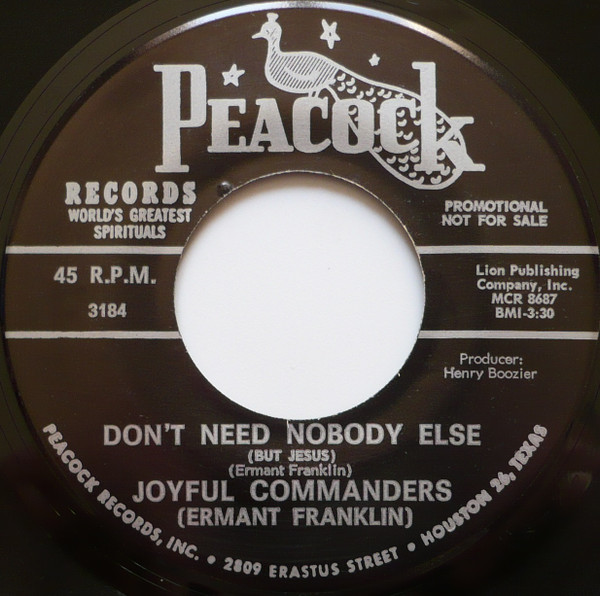 PEACOCK
RECORDS
WORLD'S GREATEST
SPIRITUALS
PROMOTIONAL
NOT FOR SALE
45 R.P.M.
3184
Lion Publishing
Company, Inc.
MCR 8687
BMI-3:30
Producer:
Henry Boozier
DON'T NEED NOBODY ELSE
(BUT JESUS)
(Ermant Franklin)
JOYFUL COMMANDERS
(ERMANT FRANKLIN)
PEACOCK RECORDS, INC. • 2809 ERASTUS STREET • HOUSTON 26, TEXAS